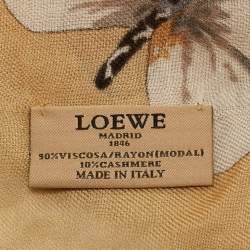 LOEWE
MADRID
1846
90%VISCOSA/RAYON(MODAL)
10%CASHMERE
MADE IN ITALY